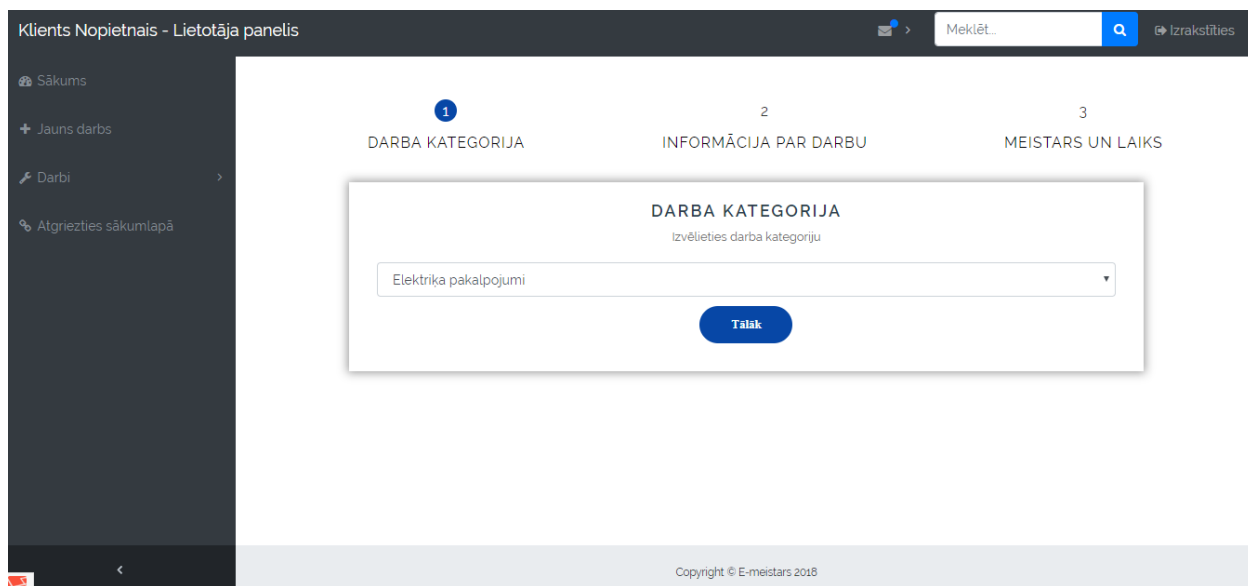 Klients Nopietnais - Lietotāja panelis
Meklēt...
Izrakstīties
Sākums
Jauns darbs
Darbi
Atgriezties sākumlapā
1
2
3
DARBA KATEGORIJA
INFORMĀCIJA PAR DARBU
MEISTARS UN LAIKS
DARBA KATEGORIJA
Izvēlieties darba kategoriju
Elektriķa pakalpojumi
Tālāk
Copyright © E-meistars 2018